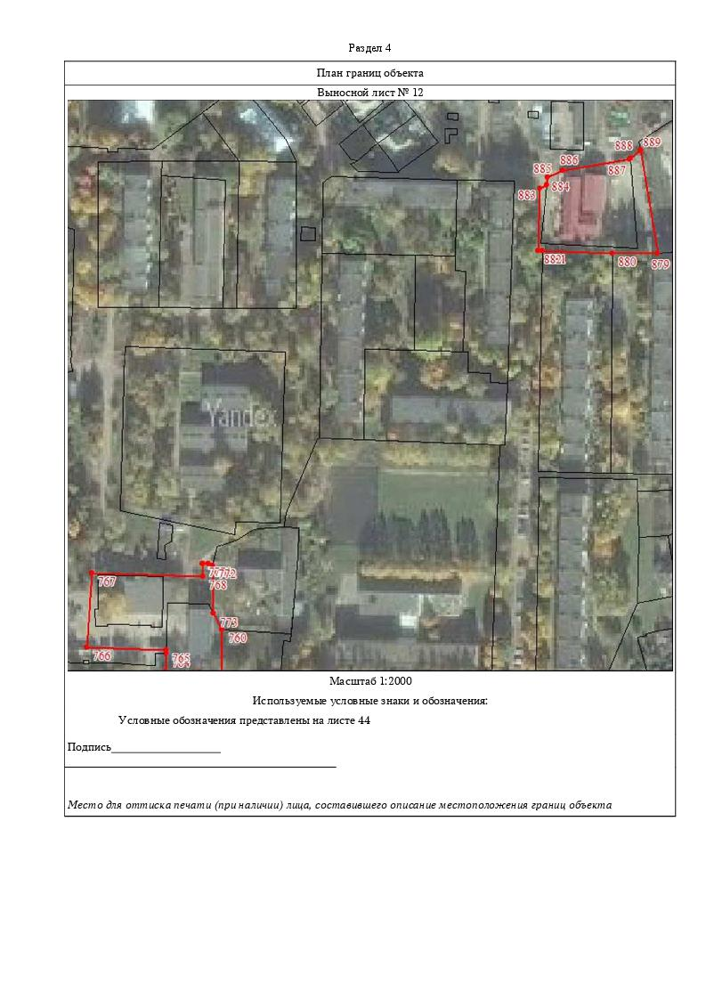 Раздел 4
План границ объекта
Выносной лист № 12
889
888
886
887
885
884
883
880
879
Yandex
767
768
773
760
766
765
Масштаб 1:2000
Используемые условные знаки и обозначения:
Условные обозначения представлены на листе 44
Подпись
Место для оттиска печати (при наличии) лица, составившего описание местоположения границ объекта